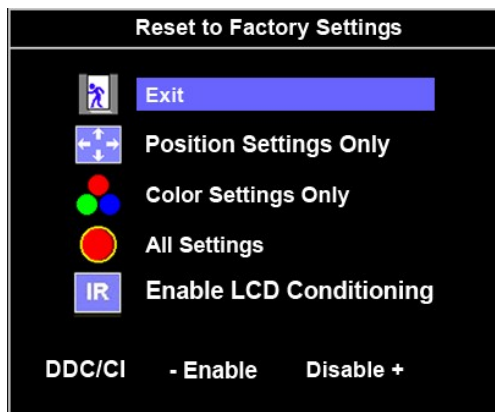 Reset to Factory Settings
Exit
Position Settings Only
Color Settings Only
All Settings
IR Enable LCD Conditioning
DDC/CI - Enable Disable +